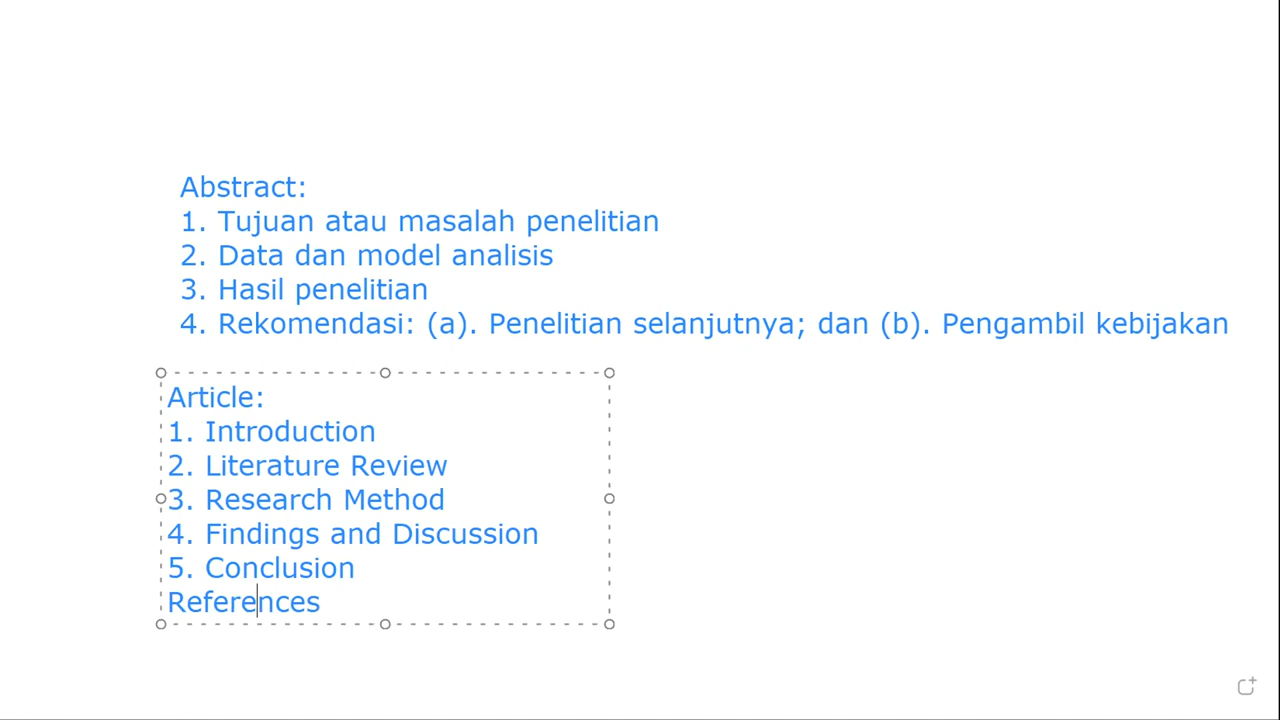 Abstract:
1. Tujuan atau masalah penelitian
2. Data dan model analisis
3. Hasil penelitian
4. Rekomendasi: (a). Penelitian selanjutnya; dan (b). Pengambil kebijakan
Article:
1. Introduction
2. Literature Review
3. Research Method
4. Findings and Discussion
5. Conclusion
References